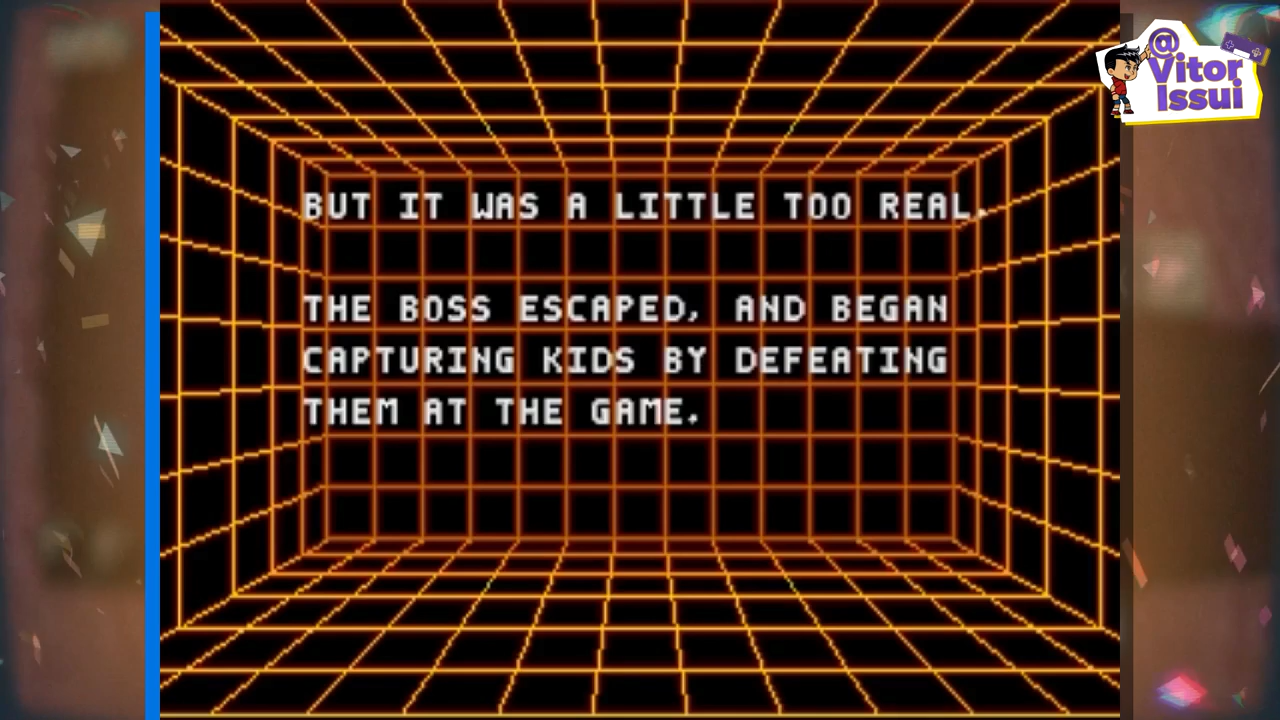 @
Vitor
Issui
BUT IT WAS A LITTLE TOO REAL.
THE BOSS ESCAPED, AND BEGAN
CAPTURING KIDS BY DEFEATING
THEM AT THE GAME.